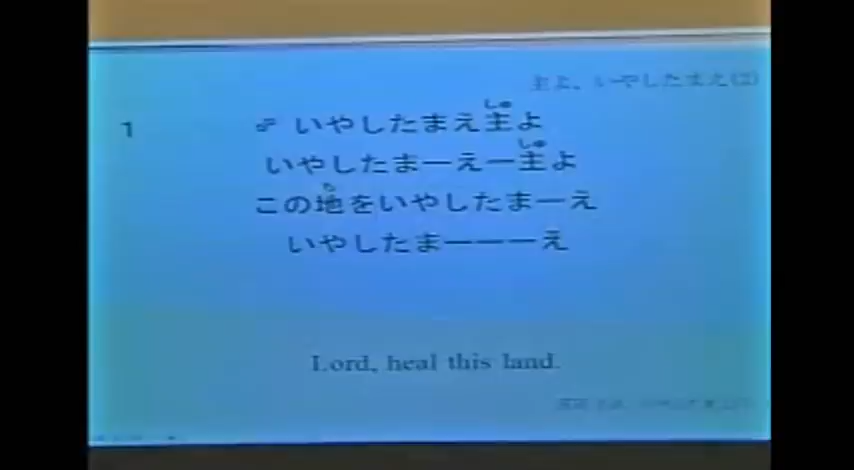 主よ、いやしたまえ(2)
1
いやしたまえ主よ
いやしたまーえー主よ
この地をいやしたまーえ
いやしたまーーーえ
Lord, heal this land.